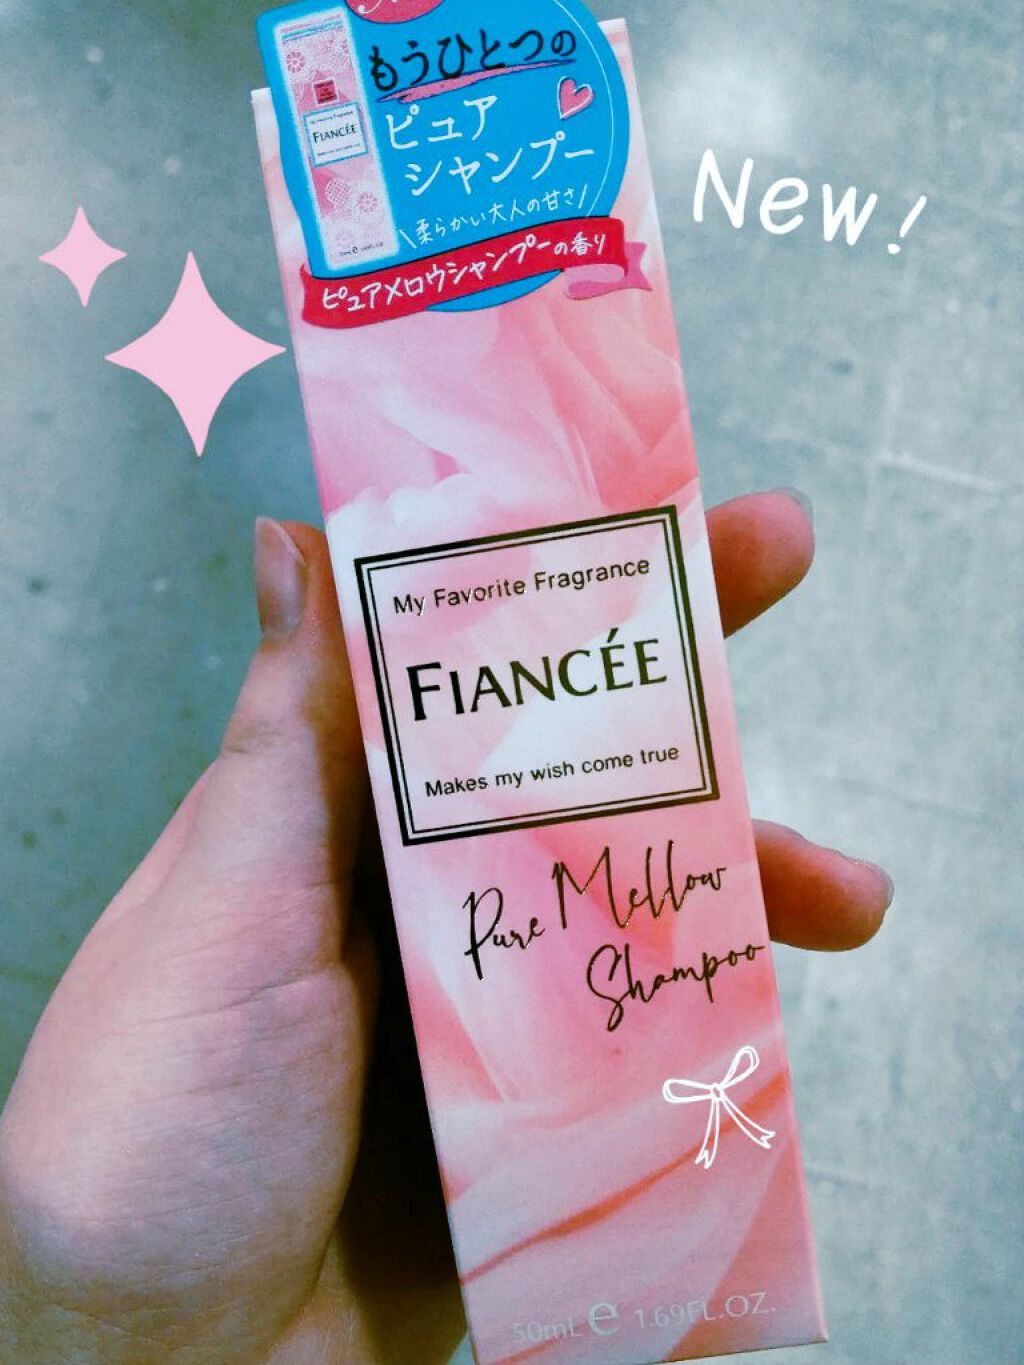 もうひとつの
ピュア
シャンプー
\柔らかい大人の甘さ/
ピュアメロウシャンプーの香り
FIANCÉE
New!
My Favorite Fragrance
FIANCÉE
Makes my wish come true
Pure Mellow
Shampoo
50mL e 1.69FL.OZ.